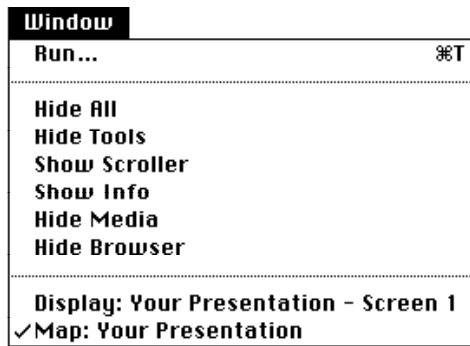 Window
Run... ⌘T
Hide All
Hide Tools
Show Scroller
Show Info
Hide Media
Hide Browser
Display: Your Presentation - Screen 1
✓Map: Your Presentation